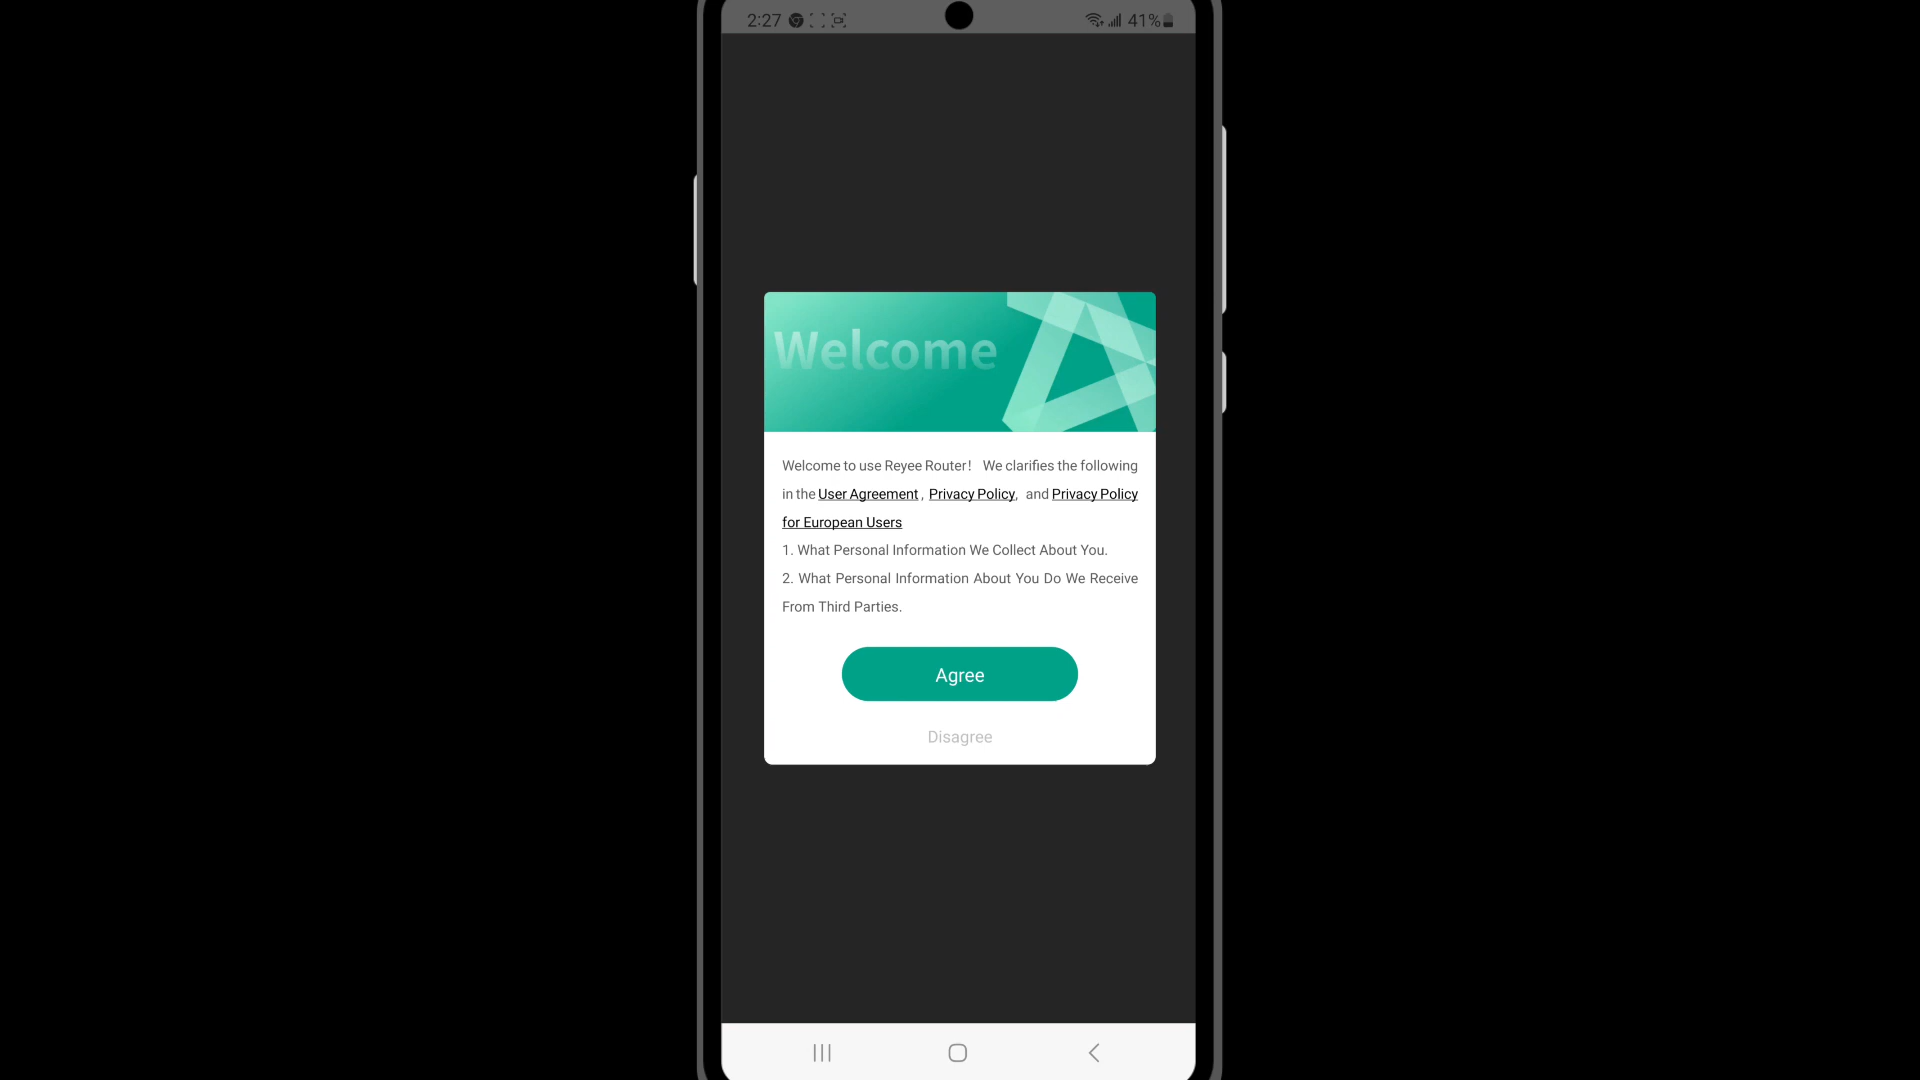 2:27
41%
Welcome
Welcome to use Reyee Router! We clarifies the following
in the User Agreement , Privacy Policy, and Privacy Policy
for European Users
1. What Personal Information We Collect About You.
2. What Personal Information About You Do We Receive
From Third Parties.
Agree
Disagree